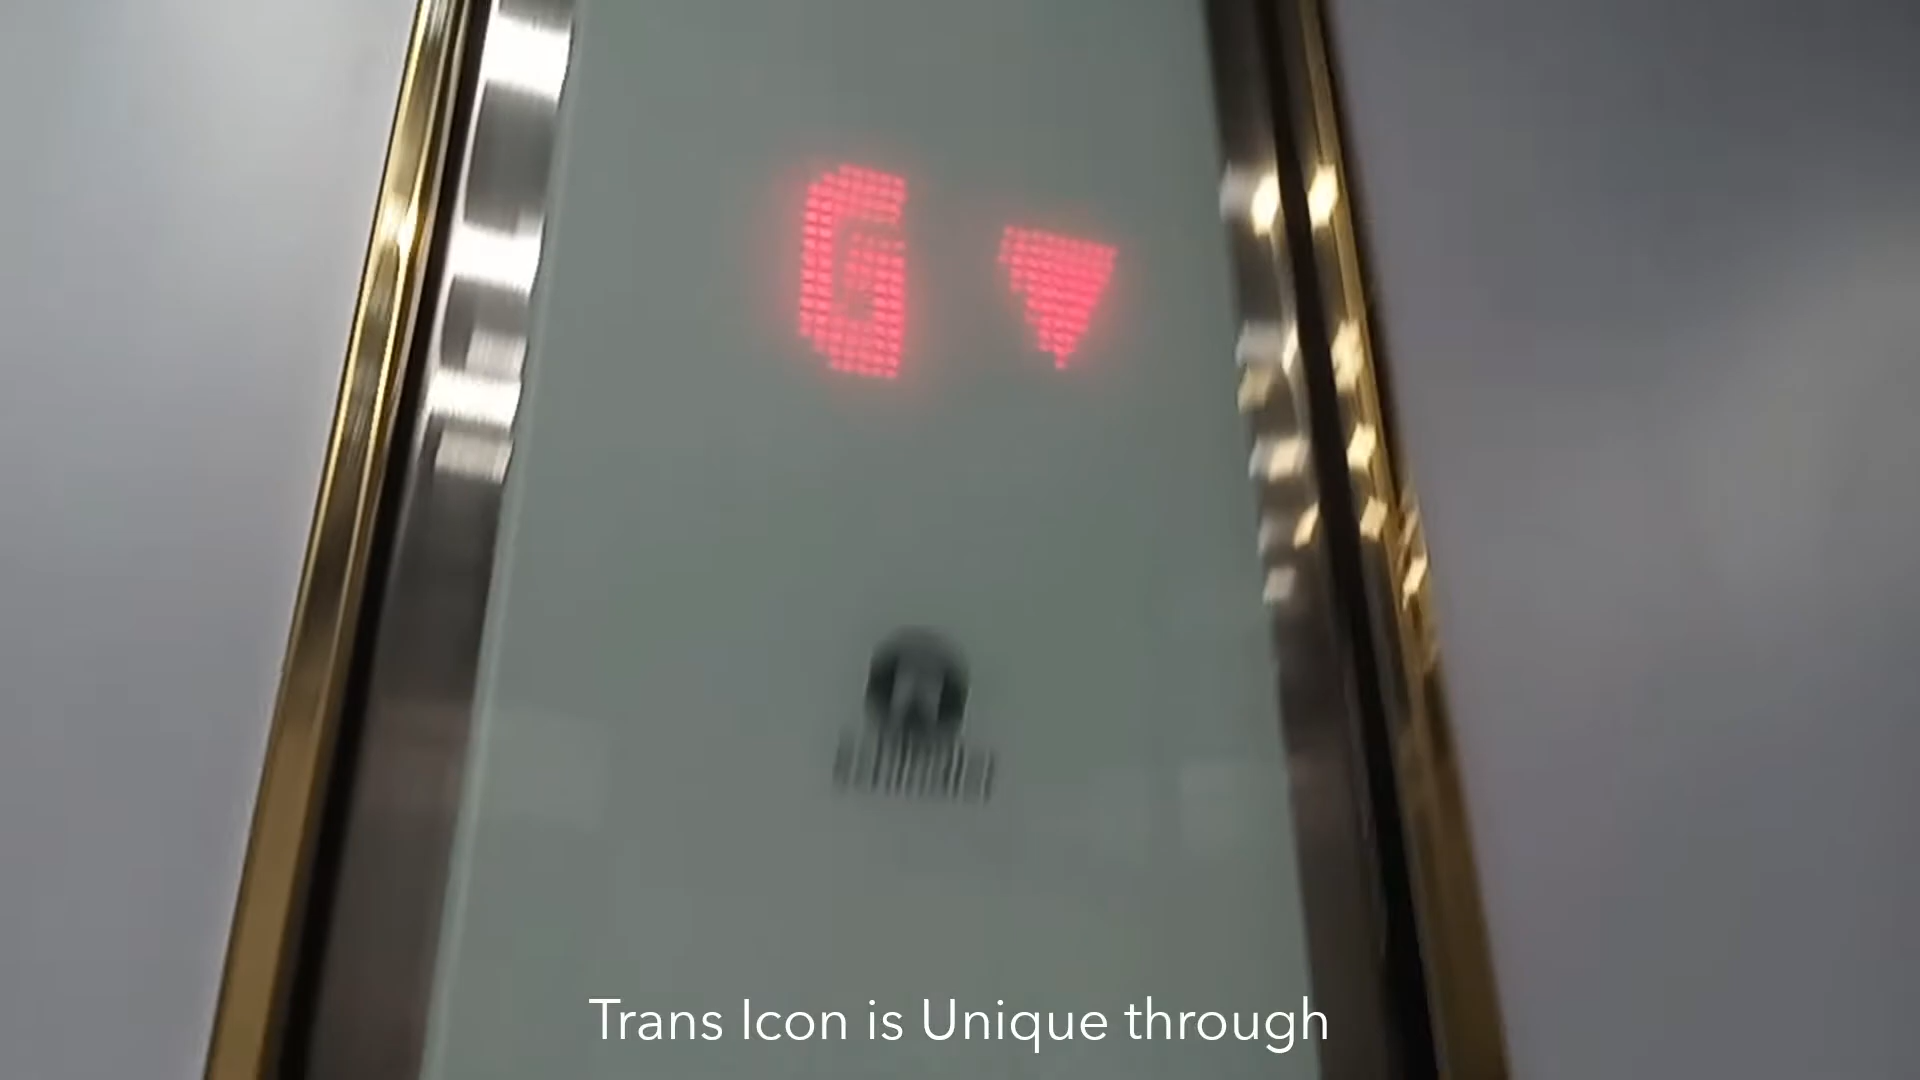 G ▼
Trans Icon is Unique through